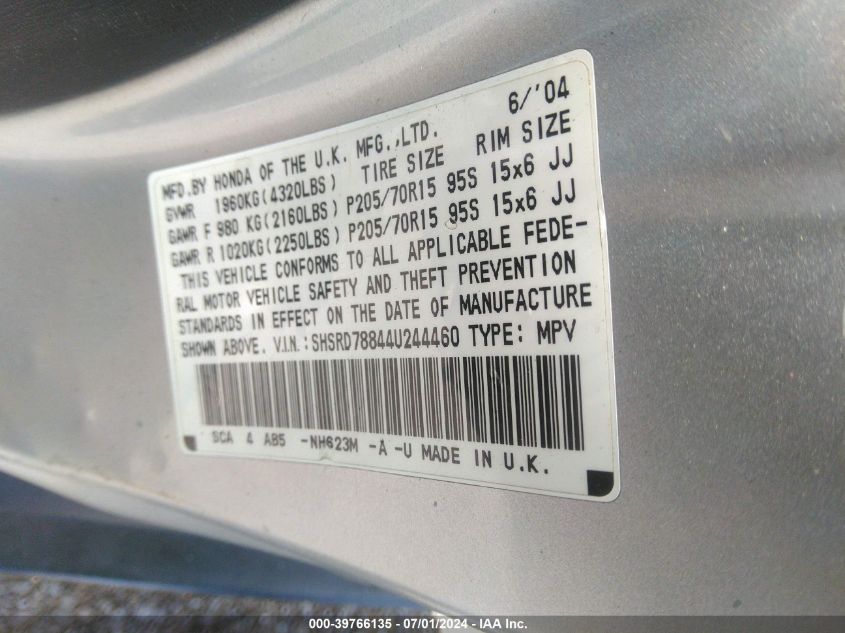 MFD.BY HONDA OF THE U.K. MFG.,LTD. 6/'04
GVWR 1960KG(4320LBS) TIRE SIZE RIM SIZE
GAWR F 980 KG(2160LBS) P205/70R15 95S 15x6 JJ
GAWR R 1020KG(2250LBS) P205/70R15 95S 15x6 JJ
THIS VEHICLE CONFORMS TO ALL APPLICABLE FEDE-
RAL MOTOR VEHICLE SAFETY AND THEFT PREVENTION
STANDARDS IN EFFECT ON THE DATE OF MANUFACTURE
SHOWN ABOVE. V.I.N.: SHSRD78844U244460 TYPE: MPV
SCA 4 AB5 -NH623M -A -U MADE IN U.K.
000-39766135 - 07/01/2024 - IAA Inc.